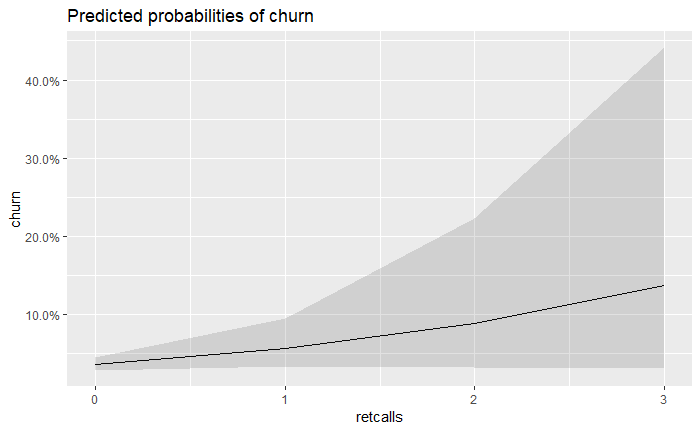 Predicted probabilities of churn
40.0%
30.0%
20.0%
10.0%
churn
0 1 2 3
retcalls